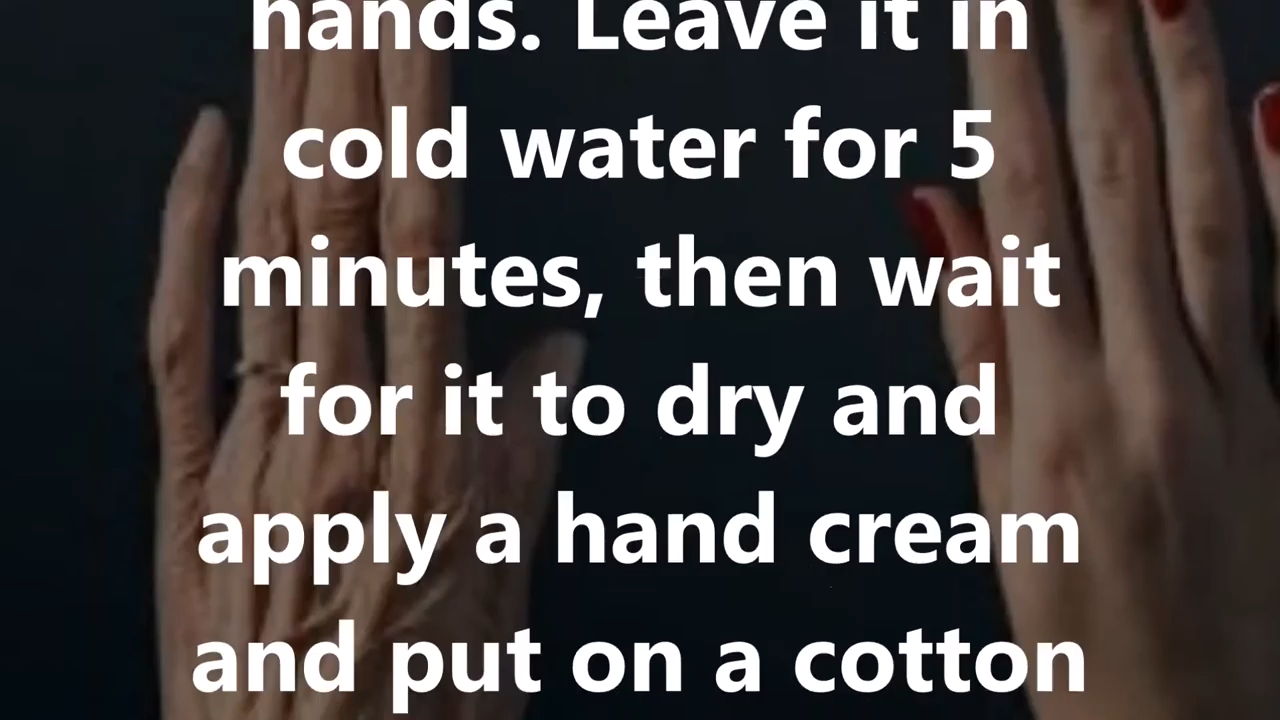 hands. Leave it in
cold water for 5
minutes, then wait
for it to dry and
apply a hand cream
and put on a cotton